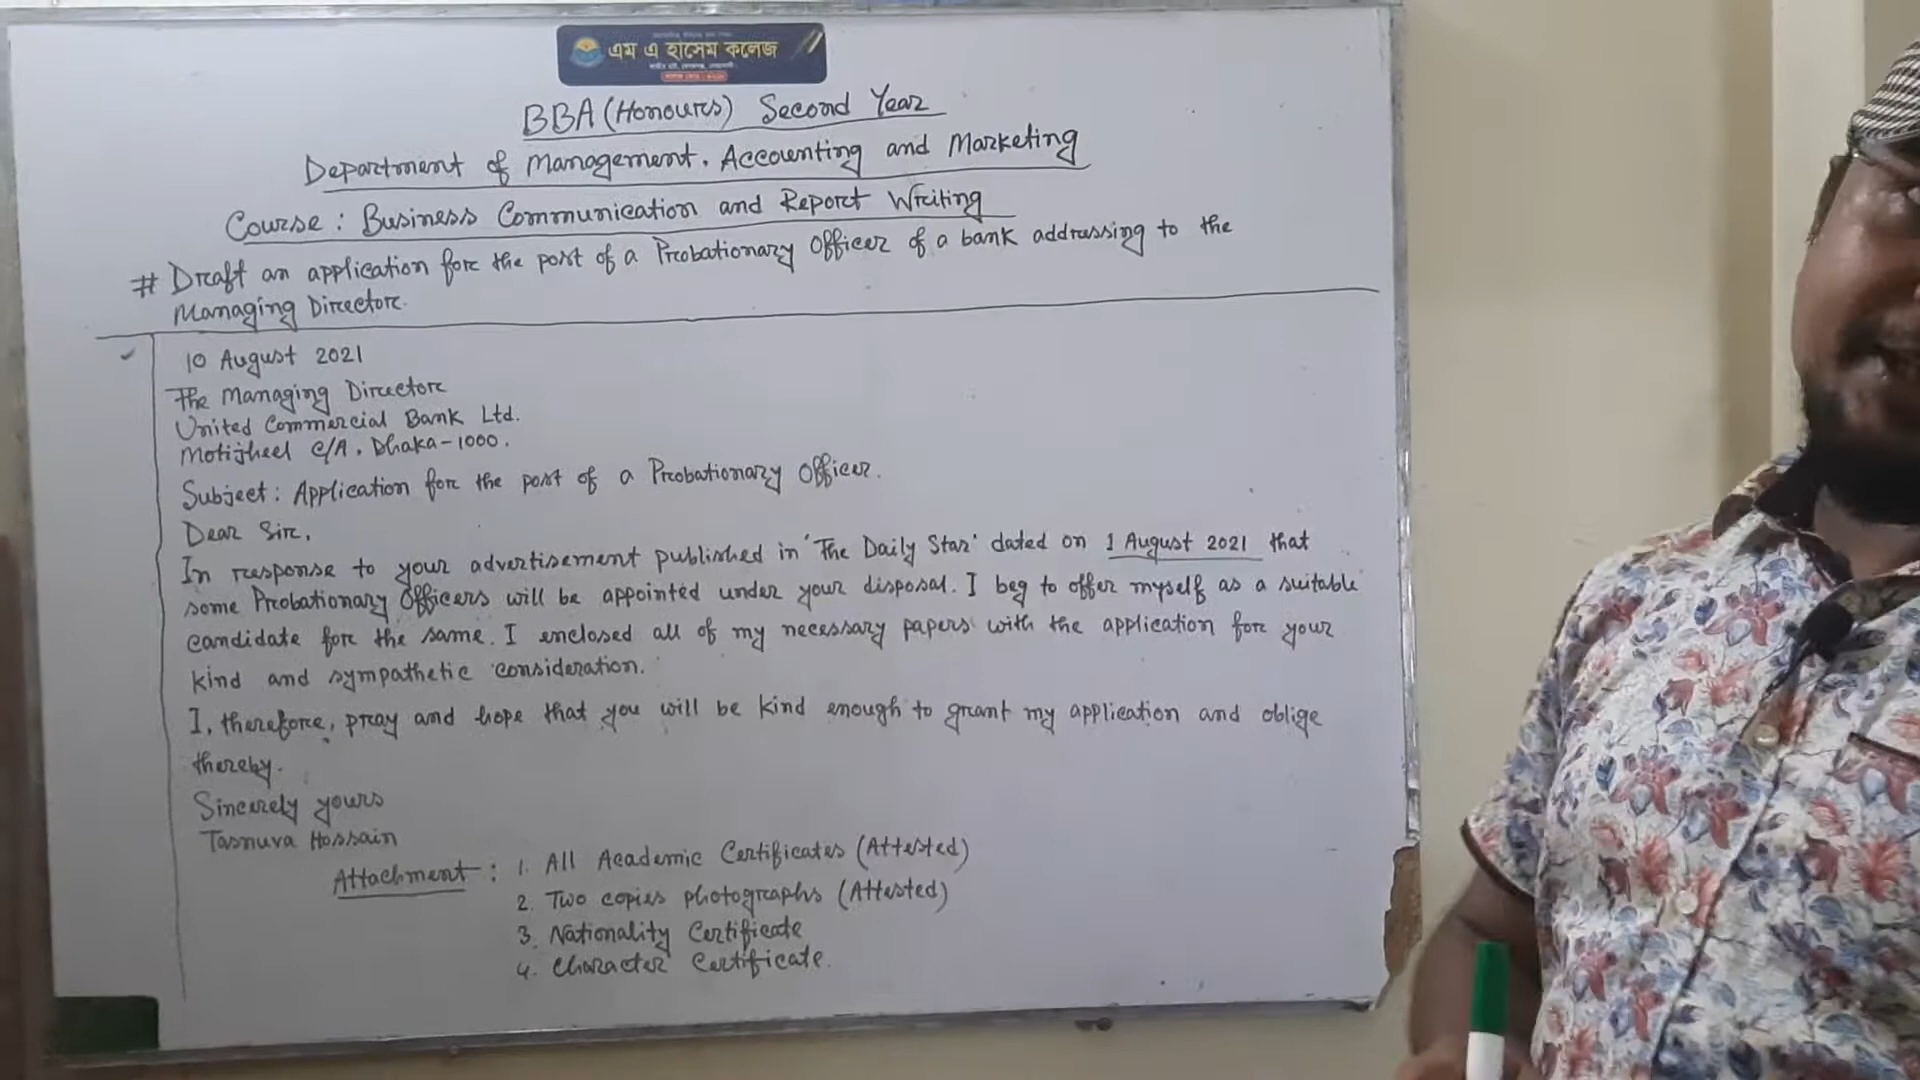 এম এ হাসেম কলেজ
BBA (Honours) Second Year
Department of Management, Accounting and Marketing
Course: Business Communication and Report Writing
# Draft an application for the post of a Probationary Officer of a bank addressing to the
Managing Director.
10 August 2021
The Managing Director
United Commercial Bank Ltd.
Motijheel C/A, Dhaka-1000.
Subject: Application for the post of a Probationary Officer.
Dear Sir,
In response to your advertisement published in 'The Daily Star' dated on 1 August 2021 that
some Probationary Officers will be appointed under your disposal. I beg to offer myself as a suitable
candidate for the same. I enclosed all of my necessary papers with the application for your
kind and sympathetic consideration.
I, therefore, pray and hope that you will be kind enough to grant my application and oblige
thereby.
Sincerely yours
Tasnuva Hossain
Attachment: 1. All Academic Certificates (Attested)
2. Two copies photographs (Attested)
3. Nationality Certificate
4. Character Certificate.